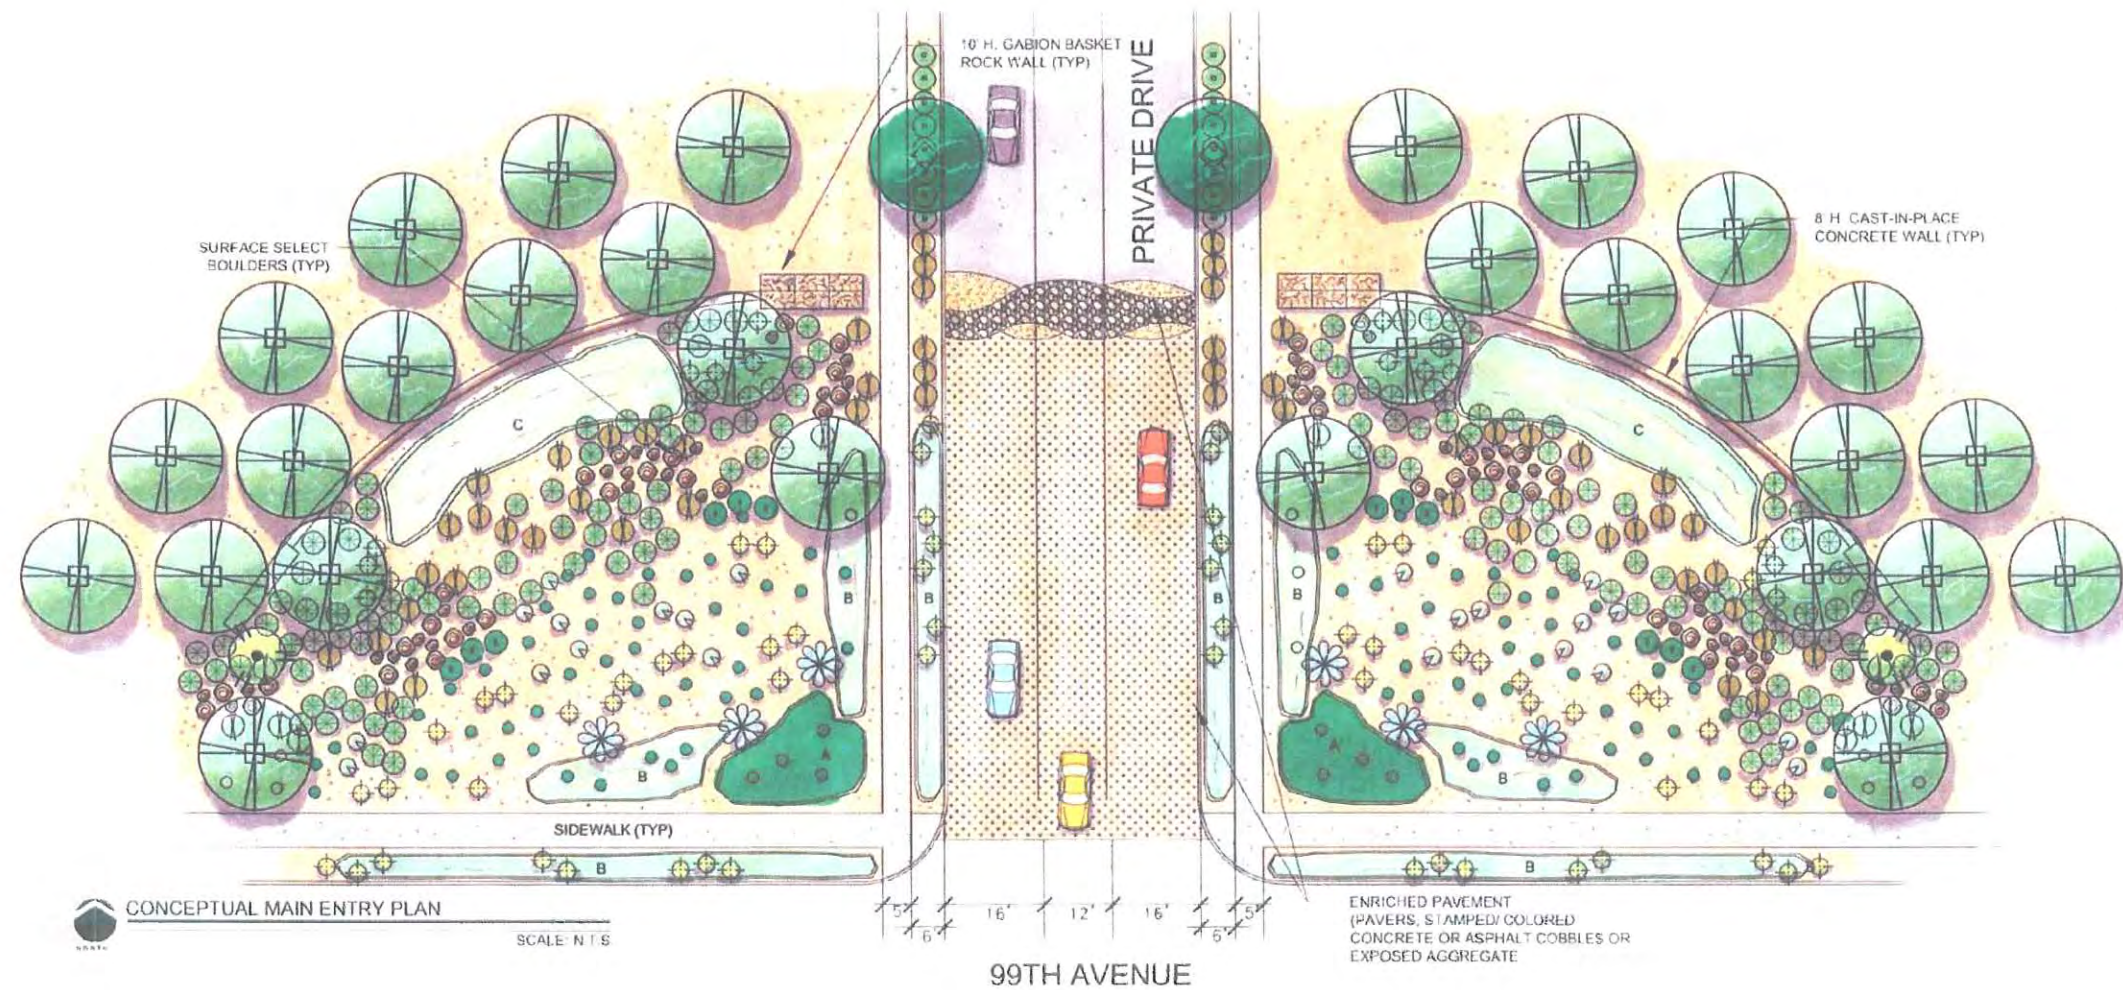 10' H. GABION BASKET
ROCK WALL (TYP)
PRIVATE DRIVE
SURFACE SELECT
BOULDERS (TYP)
8' H. CAST-IN-PLACE
CONCRETE WALL (TYP)
C
C
B
B
B
B
A
A
B
B
SIDEWALK (TYP)
B
B
CONCEPTUAL MAIN ENTRY PLAN
SCALE: N.T.S.
NORTH
5'
6'
16'
12'
16'
6'
5'
ENRICHED PAVEMENT
(PAVERS, STAMPED/ COLORED
CONCRETE OR ASPHALT COBBLES OR
EXPOSED AGGREGATE
99TH AVENUE